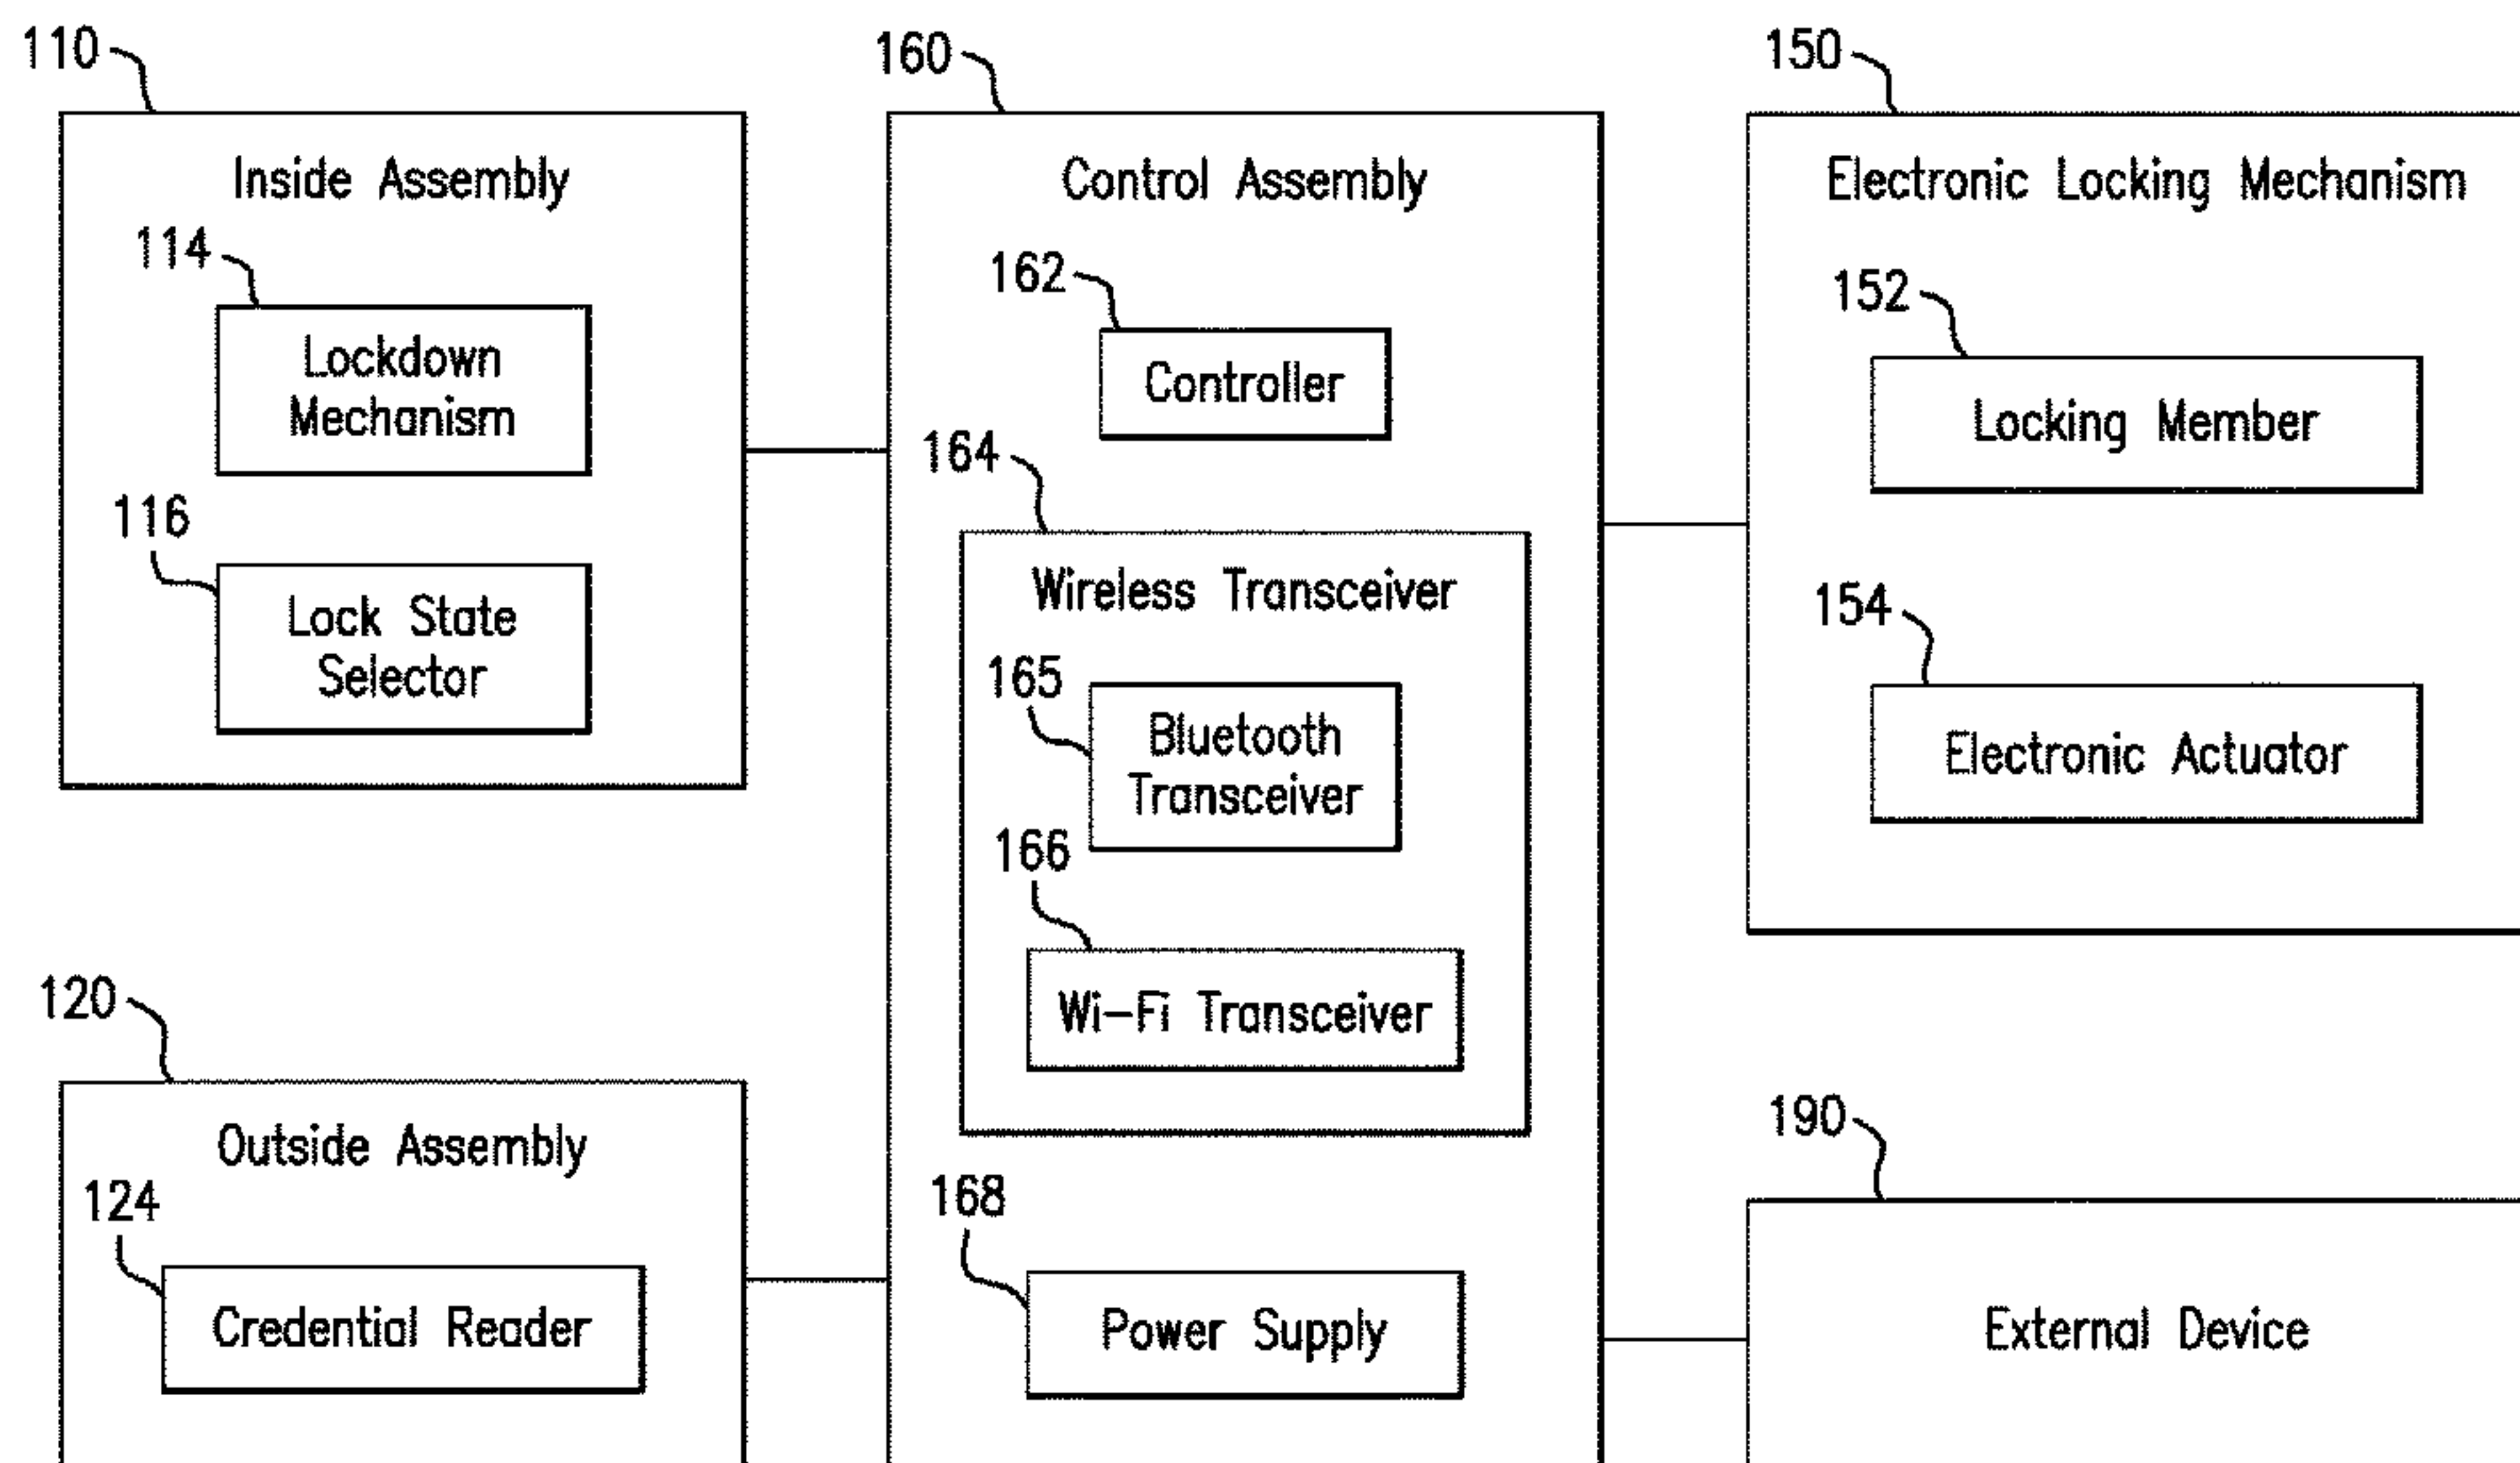 110
Inside Assembly
114
Lockdown
Mechanism
116
Lock State
Selector
120
Outside Assembly
124
Credential Reader
160
Control Assembly
162
Controller
164
Wireless Transceiver
165
Bluetooth
Transceiver
166
Wi-Fi Transceiver
168
Power Supply
150
Electronic Locking Mechanism
152
Locking Member
154
Electronic Actuator
190
External Device